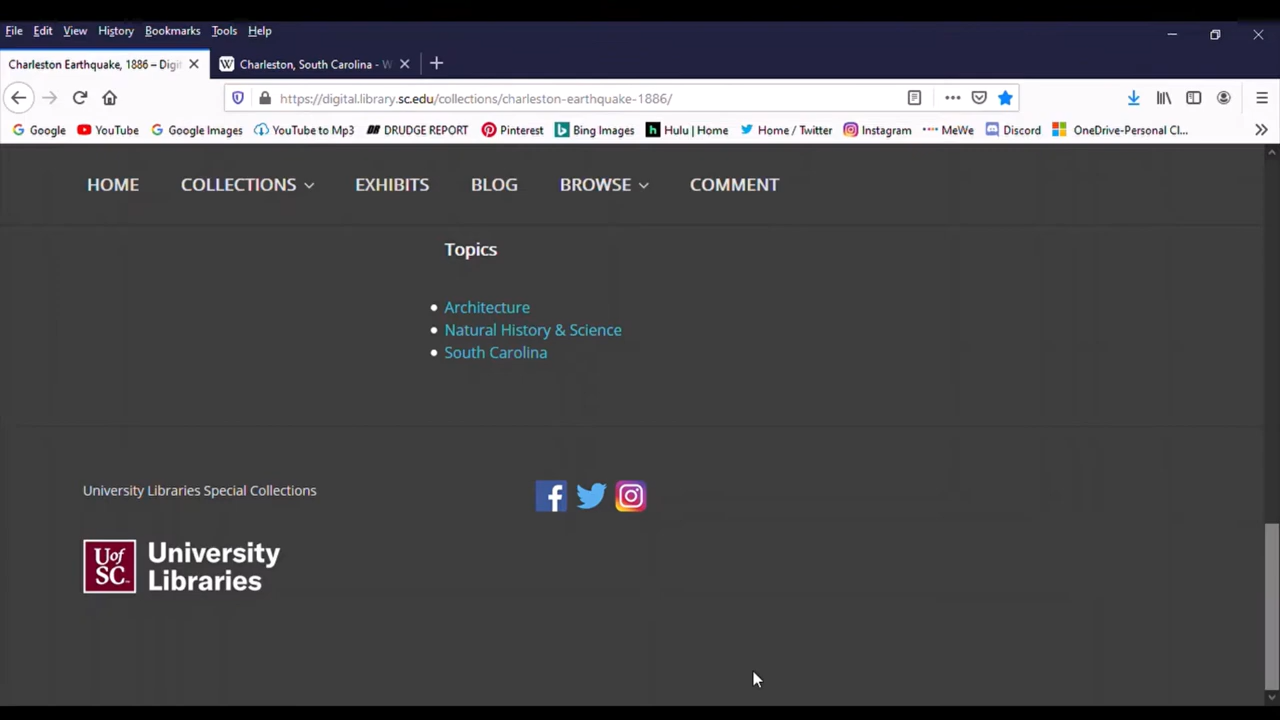 File Edit View History Bookmarks Tools Help
Charleston Earthquake, 1886 – Digit
W Charleston, South Carolina - W
https://digital.library.sc.edu/collections/charleston-earthquake-1886/
Google YouTube Google Images YouTube to Mp3 DRUDGE REPORT Pinterest Bing Images Hulu | Home Home / Twitter Instagram MeWe Discord OneDrive-Personal Cl...
HOME COLLECTIONS EXHIBITS BLOG BROWSE COMMENT
Topics
Architecture
Natural History & Science
South Carolina
University Libraries Special Collections
UofSC University Libraries